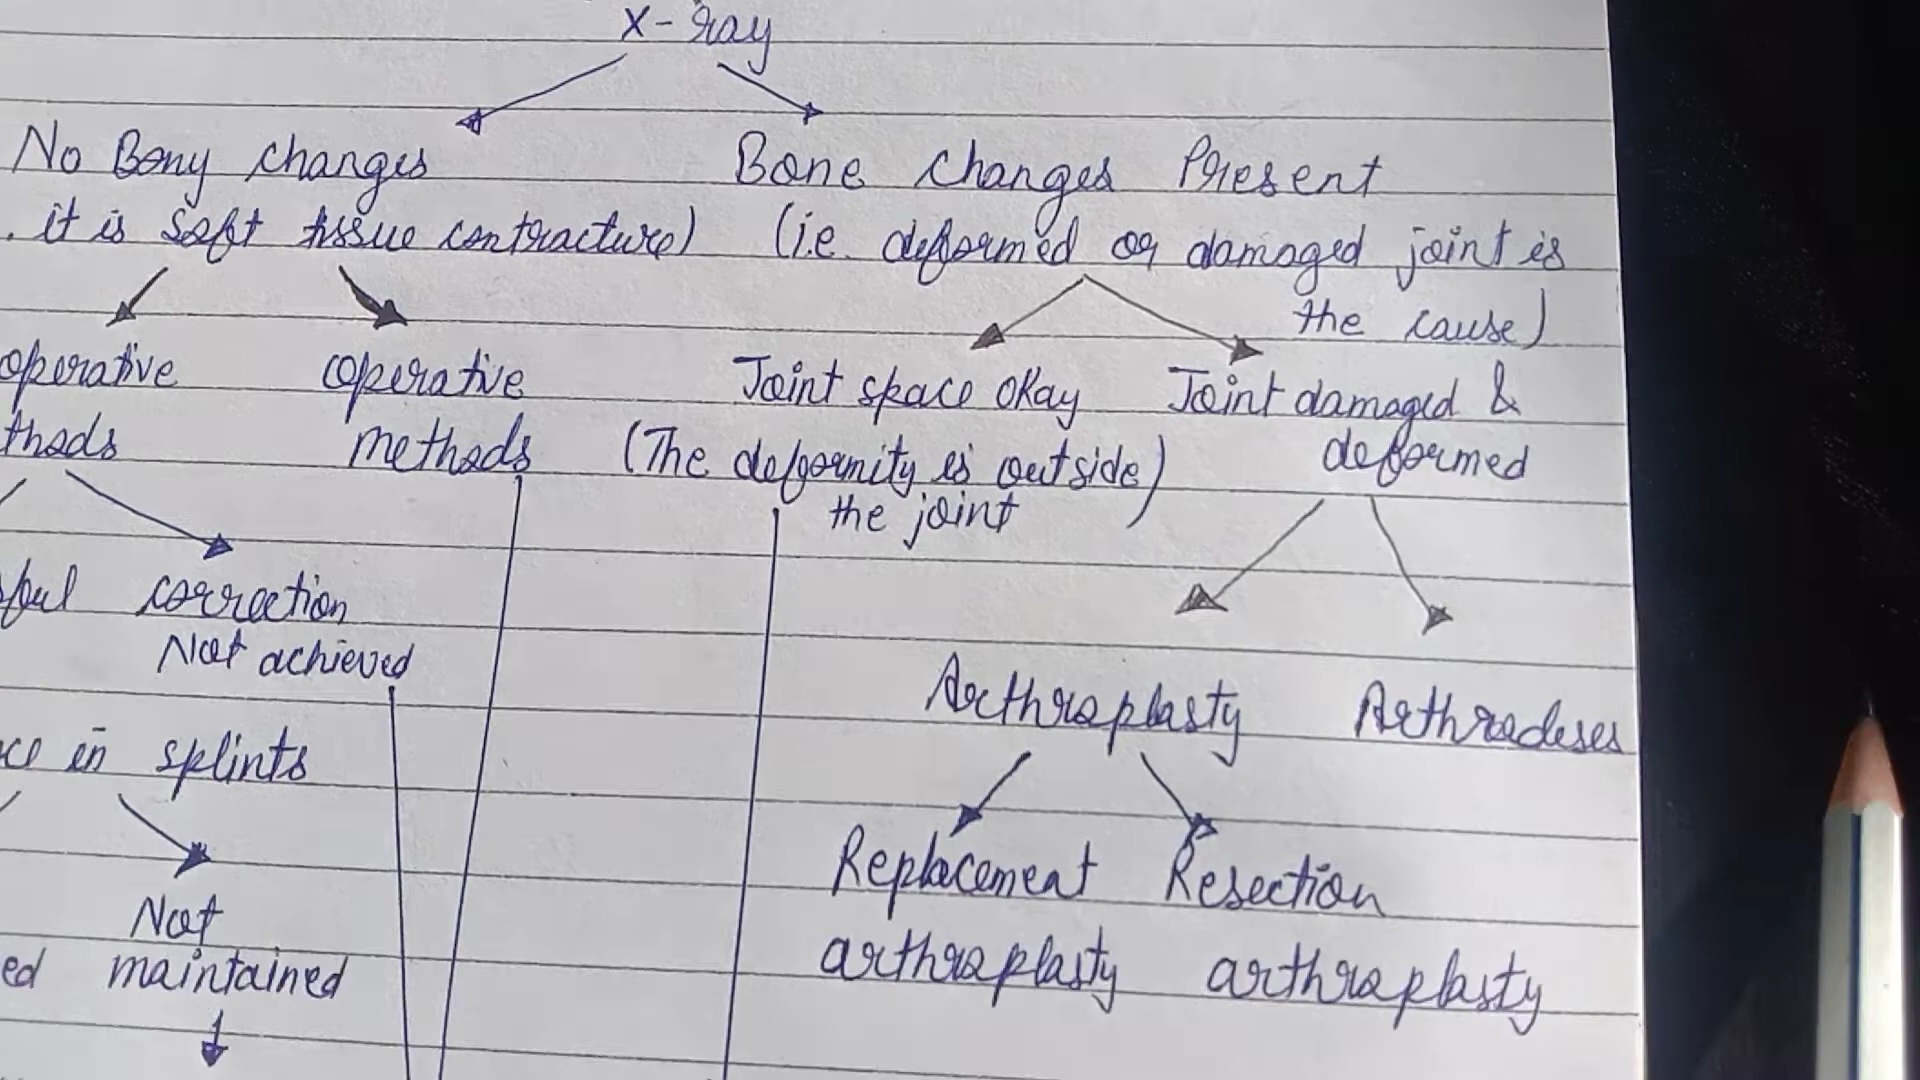 X-ray
No Bony changes Bone changes Present
. it is soft tissue contracture) (i.e. deformed or damaged joint is
the cause)
operative operative Joint space okay Joint damaged &
thods methods (The deformity is outside) deformed
the joint
sful correction
Not achieved
Arthroplasty Arthrodeses
ce in splints
Replacement Resection
Not
ed maintained arthroplasty arthroplasty